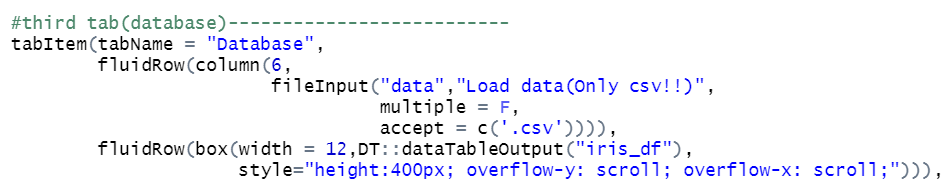 #third tab(database)--------------------------
tabItem(tabName = "Database",
fluidRow(column(6,
fileInput("data","Load data(Only csv!!)",
multiple = F,
accept = c('.csv')))),
fluidRow(box(width = 12,DT::dataTableOutput("iris_df"),
style="height:400px; overflow-y: scroll; overflow-x: scroll;"))),